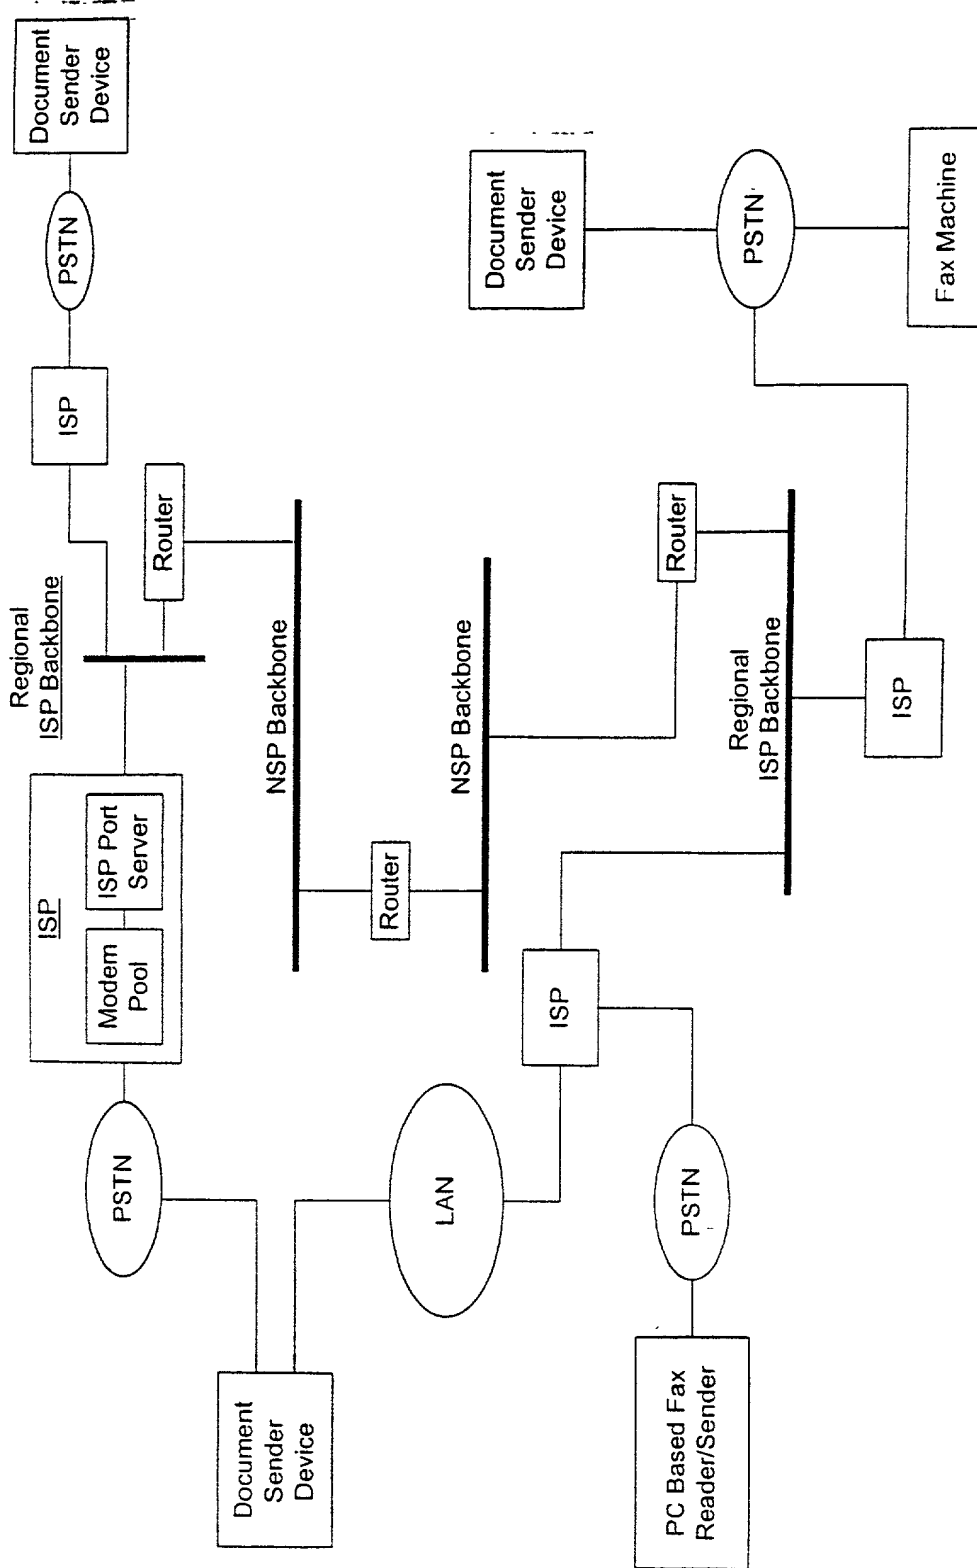 Document
Sender
Device
PSTN
ISP
Modem
Pool
ISP Port
Server
Regional
ISP Backbone
ISP
PSTN
Document
Sender
Device
Router
NSP Backbone
Router
LAN
NSP Backbone
Router
Document
Sender
Device
PSTN
Fax Machine
PC Based Fax
Reader/Sender
PSTN
ISP
Regional
ISP Backbone
ISP